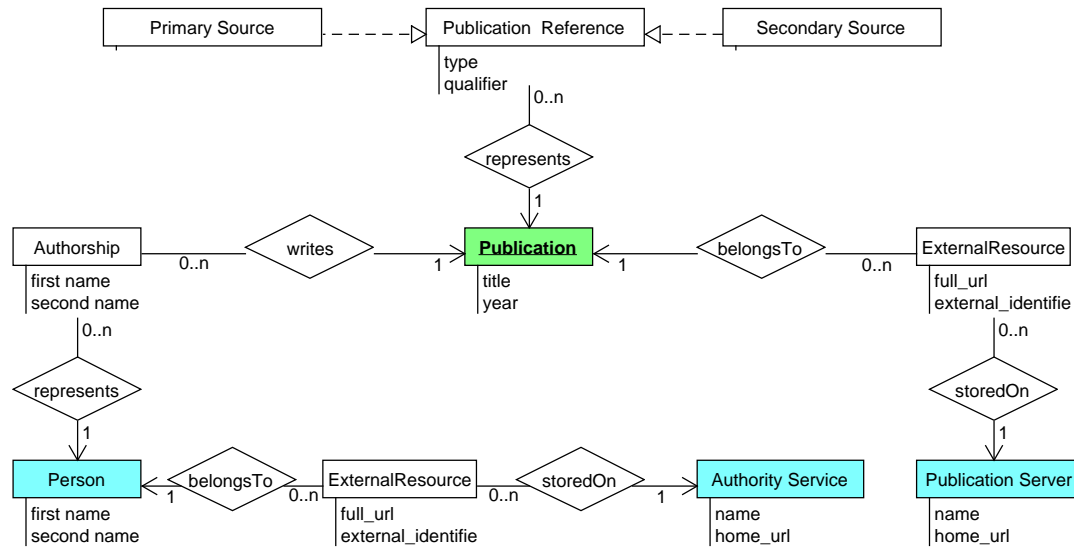 Primary Source
Publication Reference
Secondary Source
type
qualifier
0..n
represents
1
Authorship
0..n
writes
1
Publication
1
belongsTo
0..n
ExternalResource
first name
second name
title
year
full_url
external_identifie
0..n
represents
1
0..n
storedOn
1
Person
1
belongsTo
0..n
ExternalResource
0..n
storedOn
1
Authority Service
Publication Server
first name
second name
full_url
external_identifie
name
home_url
name
home_url